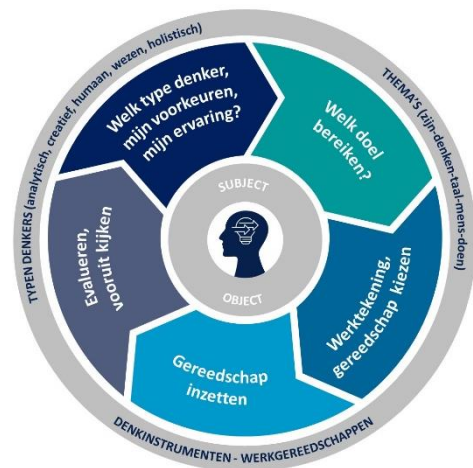 TYPEN DENKERS (analytisch, creatief, humaan, wezen, holistisch)
THEMA'S (zijn-denken-taal-mens-doen)
Welk type denker,
mijn voorkeuren,
mijn ervaring?
Welk doel
bereiken?
Werktekening,
gereedschap kiezen
Gereedschap
inzetten
Evalueren,
vooruit kijken
SUBJECT
OBJECT
DENKINSTRUMENTEN - WERKGEREEDSCHAPPEN